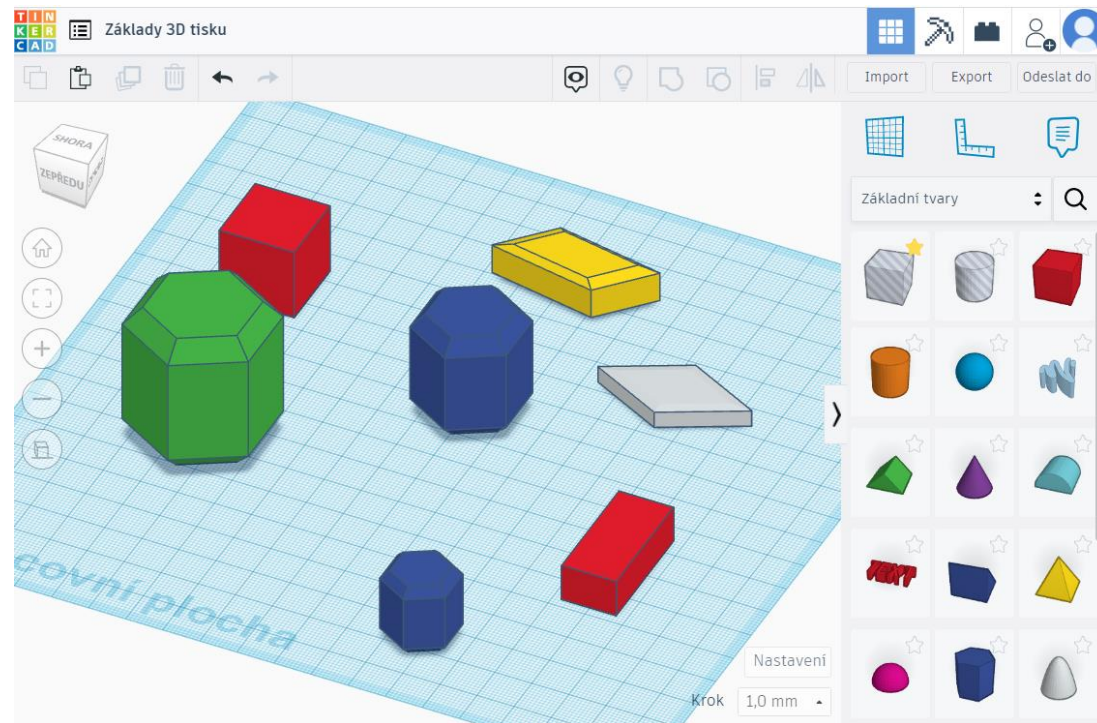 TIN
KER
CAD
Základy 3D tisku
Import
Export
Odeslat do
SHORA
ZEPŘEDU
Základní tvary
TEXT
covní plocha
Nastavení
Krok
1,0 mm